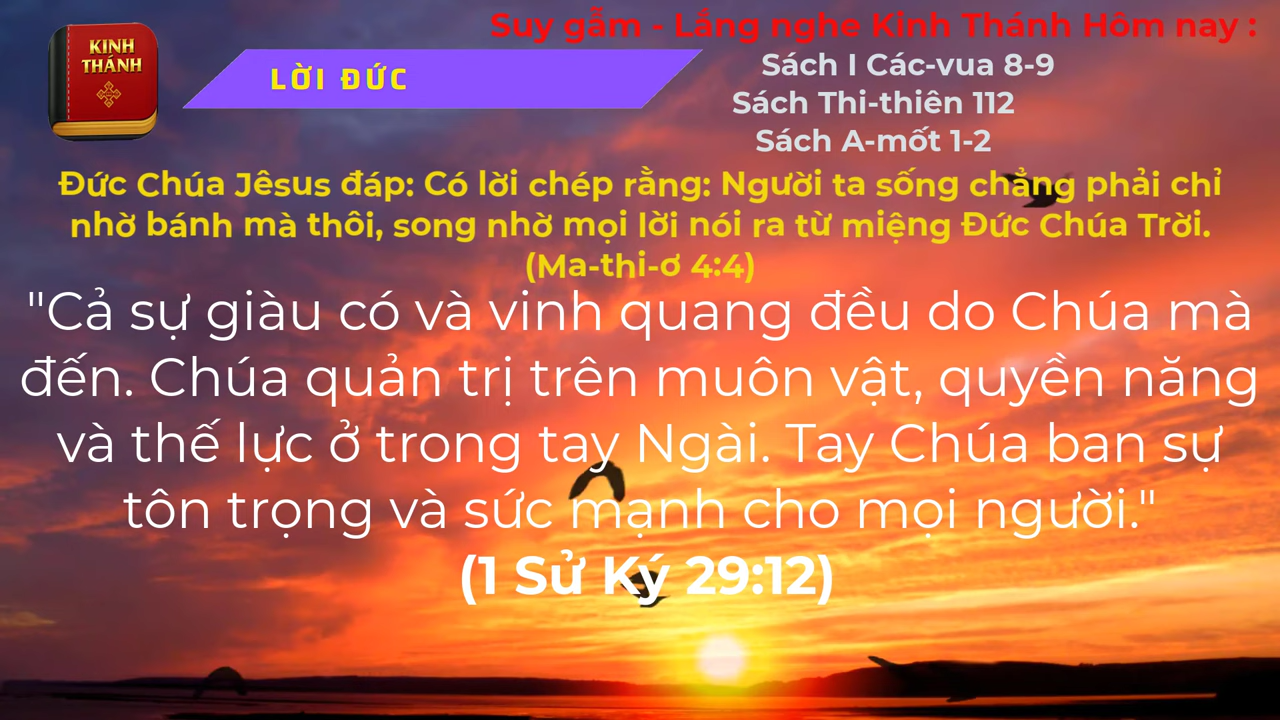 KINH
THÁNH
LỜI ĐỨC
Suy gẫm - Lắng nghe Kinh Thánh Hôm nay :
Sách I Các-vua 8-9
Sách Thi-thiên 112
Sách A-mốt 1-2
Đức Chúa Jêsus đáp: Có lời chép rằng: Người ta sống chẳng phải chỉ
nhờ bánh mà thôi, song nhờ mọi lời nói ra từ miệng Đức Chúa Trời.
(Ma-thi-ơ 4:4)
"Cả sự giàu có và vinh quang đều do Chúa mà
đến. Chúa quản trị trên muôn vật, quyền năng
và thế lực ở trong tay Ngài. Tay Chúa ban sự
tôn trọng và sức mạnh cho mọi người."
(1 Sử Ký 29:12)